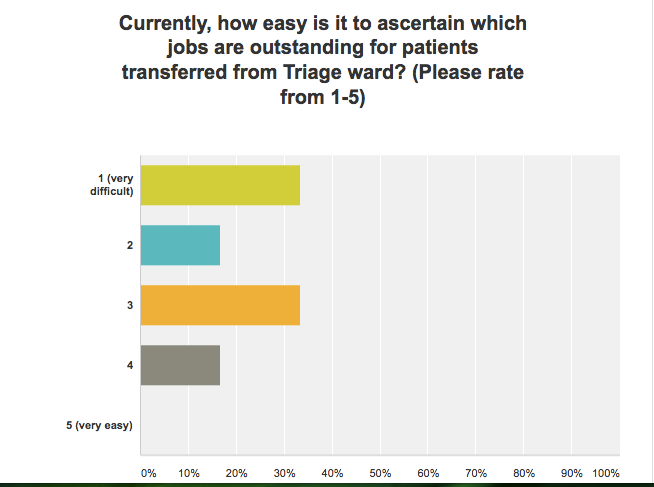 Currently, how easy is it to ascertain which
jobs are outstanding for patients
transferred from Triage ward? (Please rate
from 1-5)
1 (very
difficult)
2
3
4
5 (very easy)
0% 10% 20% 30% 40% 50% 60% 70% 80% 90% 100%